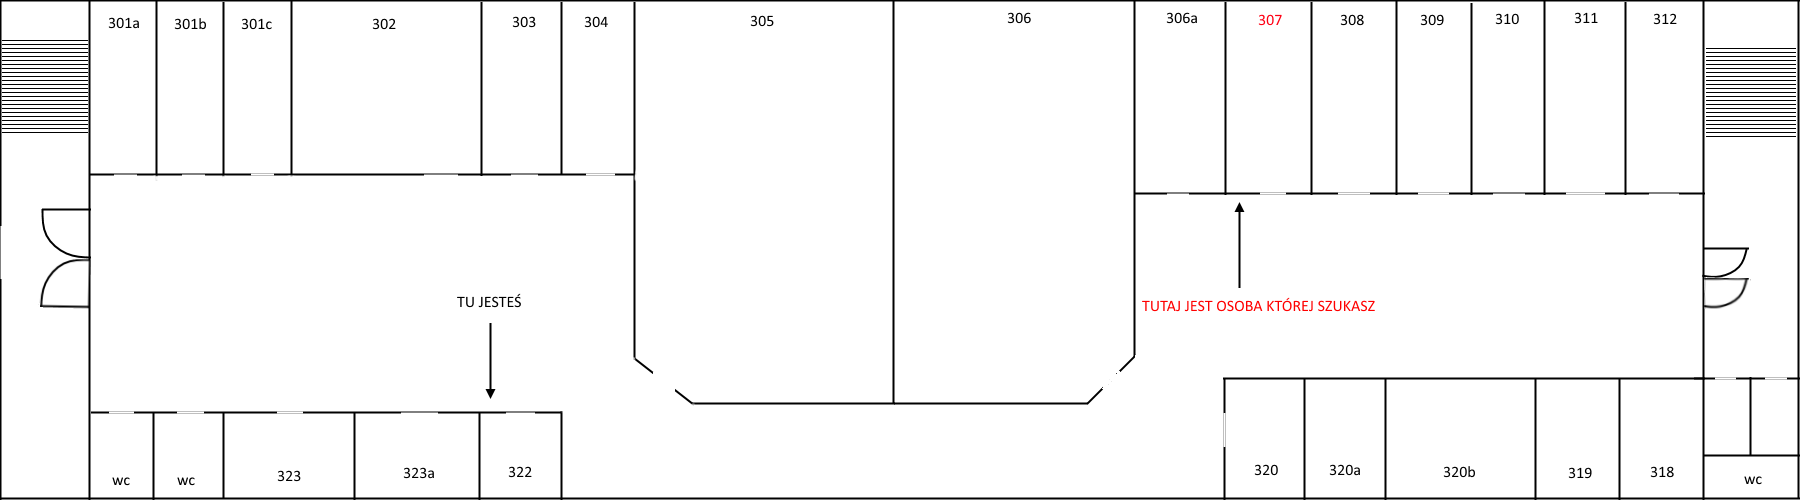 301a
301b
301c
302
303
304
305
306
306a
307
308
309
310
311
312
TU JESTEŚ
TUTAJ JEST OSOBA KTÓREJ SZUKASZ
wc
wc
323
323a
322
320
320a
320b
319
318
wc